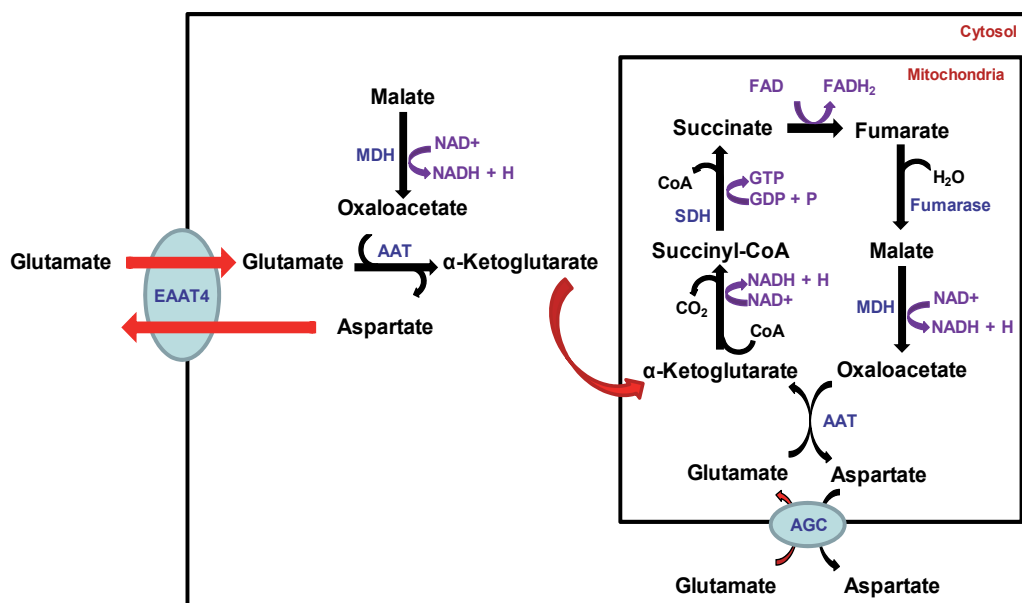 Cytosol
Mitochondria
FAD FADH₂
Malate
Succinate Fumarate
MDH NAD+
NADH + H
CoA GTP
GDP + P
H₂O
SDH Fumarase
Oxaloacetate
AAT
Succinyl-CoA Malate
Glutamate Glutamate α-Ketoglutarate
EAAT4
NADH + H
NAD+
CO₂
MDH NAD+
NADH + H
Aspartate
CoA
α-Ketoglutarate Oxaloacetate
AAT
Glutamate Aspartate
AGC
Glutamate Aspartate